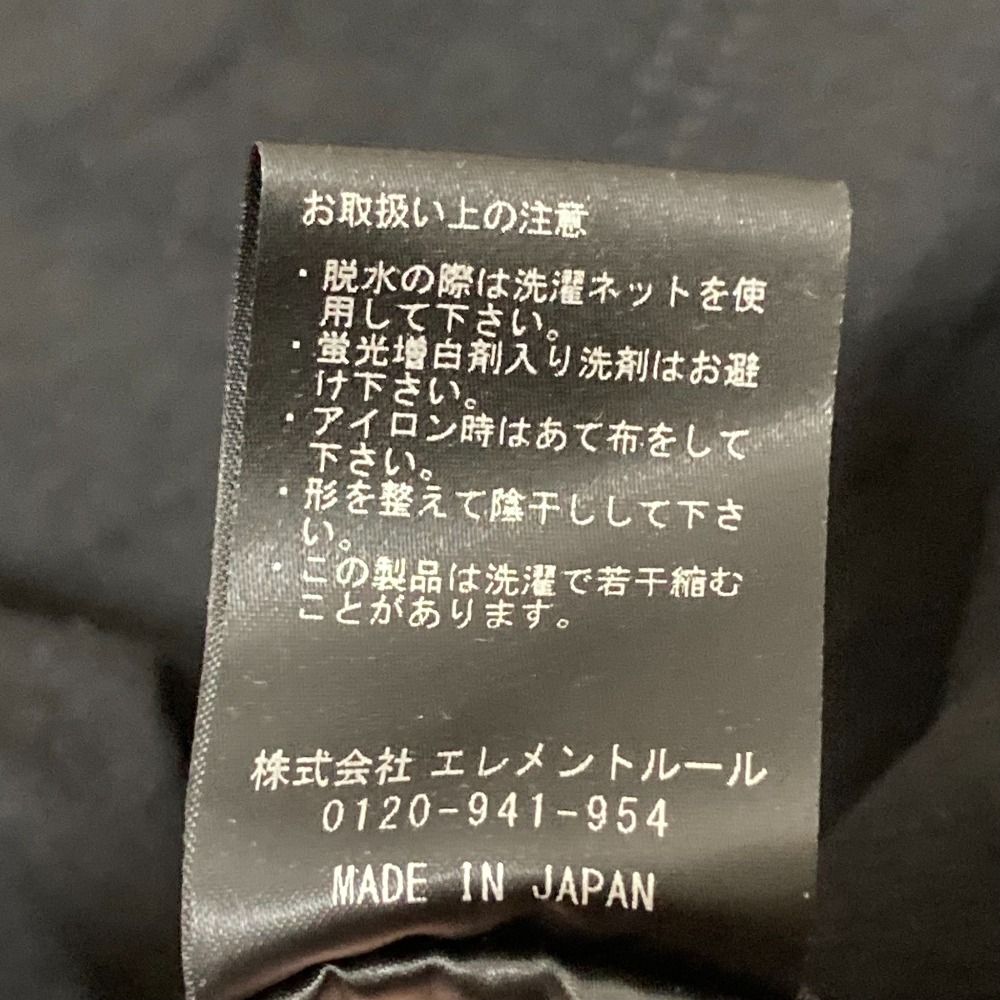 お取扱い上の注意
・脱水の際は洗濯ネットを使
用して下さい。
・蛍光増白剤入り洗剤はお避
け下さい。
・アイロン時はあて布をして
下さい。
・形を整えて陰干しして下さ
い。
・この製品は洗濯で若干縮む
ことがあります。
株式会社 エレメントルール
0120-941-954
MADE IN JAPAN